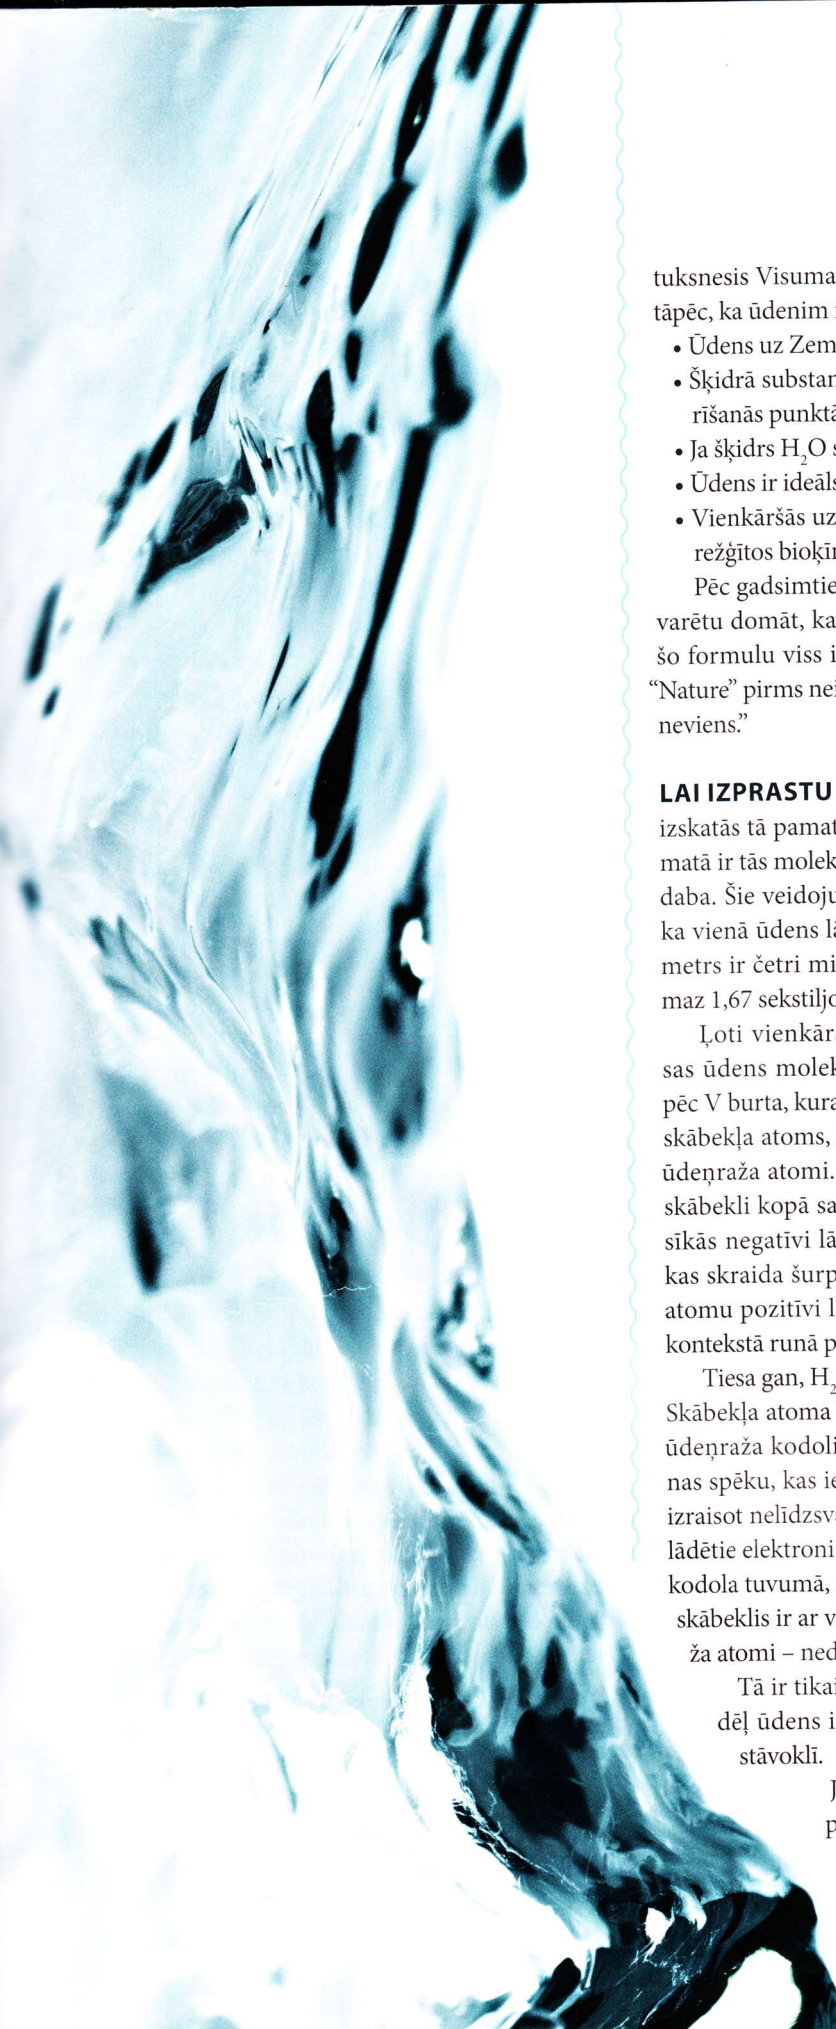 tuksnesis Visuma
tāpēc, ka ūdenim
• Ūdens uz Zem
• Šķidrā substan
rīšanās punktā
• Ja šķidrs H₂O s
• Ūdens ir ideāls
• Vienkāršās uz
režģītos bioķīn
Pēc gadsimtie
varētu domāt, ka
šo formulu viss i
“Nature” pirms nei
neviens.”
LAI IZPRASTU
izskatās tā pamat
matā ir tās molek
daba. Šie veidoju
ka vienā ūdens lā
metrs ir četri mi
maz 1,67 sekstiljo
Ļoti vienkār
sas ūdens molek
pēc V burta, kura
skābekļa atoms,
ūdeņraža atomi.
skābekli kopā sa
sīkās negatīvi lā
kas skraida šurp
atomu pozitīvi l
kontekstā runā p
Tiesa gan, H₂
Skābekļa atoma
ūdeņraža kodoli
nas spēku, kas ie
izraisot nelīdzsv
lādētie elektroni
kodola tuvumā,
skābeklis ir ar v
ža atomi – ned
Tā ir tikai
dēļ ūdens i
stāvoklī.
J
p